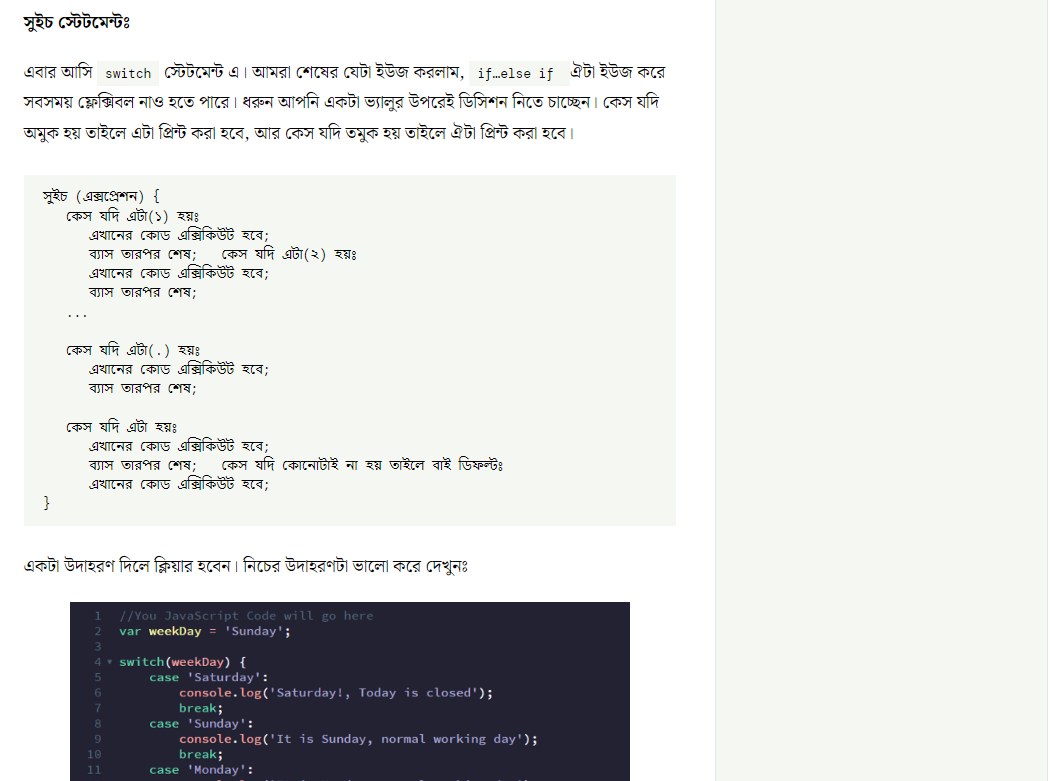 সুইচ স্টেটমেন্টঃ
এবার আসি switch স্টেটমেন্ট এ। আমরা শেষের যেটা ইউজ করলাম, if…else if ঐটা ইউজ করে
সবসময় ফ্লেক্সিবল নাও হতে পারে। ধরুন আপনি একটা ভ্যালুর উপরেই ডিসিশন নিতে চাচ্ছেন। কেস যদি
অমুক হয় তাইলে এটা প্রিন্ট করা হবে, আর কেস যদি তমুক হয় তাইলে ঐটা প্রিন্ট করা হবে।
সুইচ (এক্সপ্রেশন) {
কেস যদি এটা(১) হয়ঃ
এখানের কোড এক্সিকিউট হবে;
ব্যাস তারপর শেষ; কেস যদি এটা(২) হয়ঃ
এখানের কোড এক্সিকিউট হবে;
ব্যাস তারপর শেষ;
...
কেস যদি এটা(.) হয়ঃ
এখানের কোড এক্সিকিউট হবে;
ব্যাস তারপর শেষ;
কেস যদি এটা হয়ঃ
এখানের কোড এক্সিকিউট হবে;
ব্যাস তারপর শেষ; কেস যদি কোনোটাই না হয় তাইলে বাই ডিফল্টঃ
এখানের কোড এক্সিকিউট হবে;
}
একটা উদাহরণ দিলে ক্লিয়ার হবেন। নিচের উদাহরণটা ভালো করে দেখুনঃ
1 //You JavaScript Code will go here
2 var weekDay = 'Sunday';
3
4 switch(weekDay) {
5 case 'Saturday':
6 console.log('Saturday!, Today is closed');
7 break;
8 case 'Sunday':
9 console.log('It is Sunday, normal working day');
10 break;
11 case 'Monday':